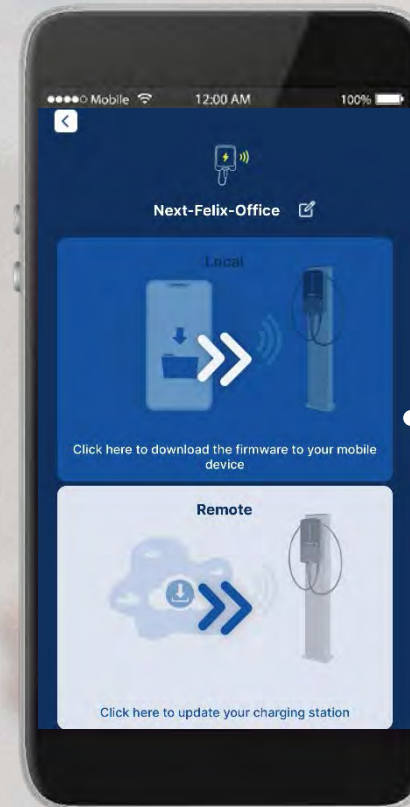 Mobile 12:00 AM 100%
Next-Felix-Office
Local
Click here to download the firmware to your mobile
device
Remote
Click here to update your charging station